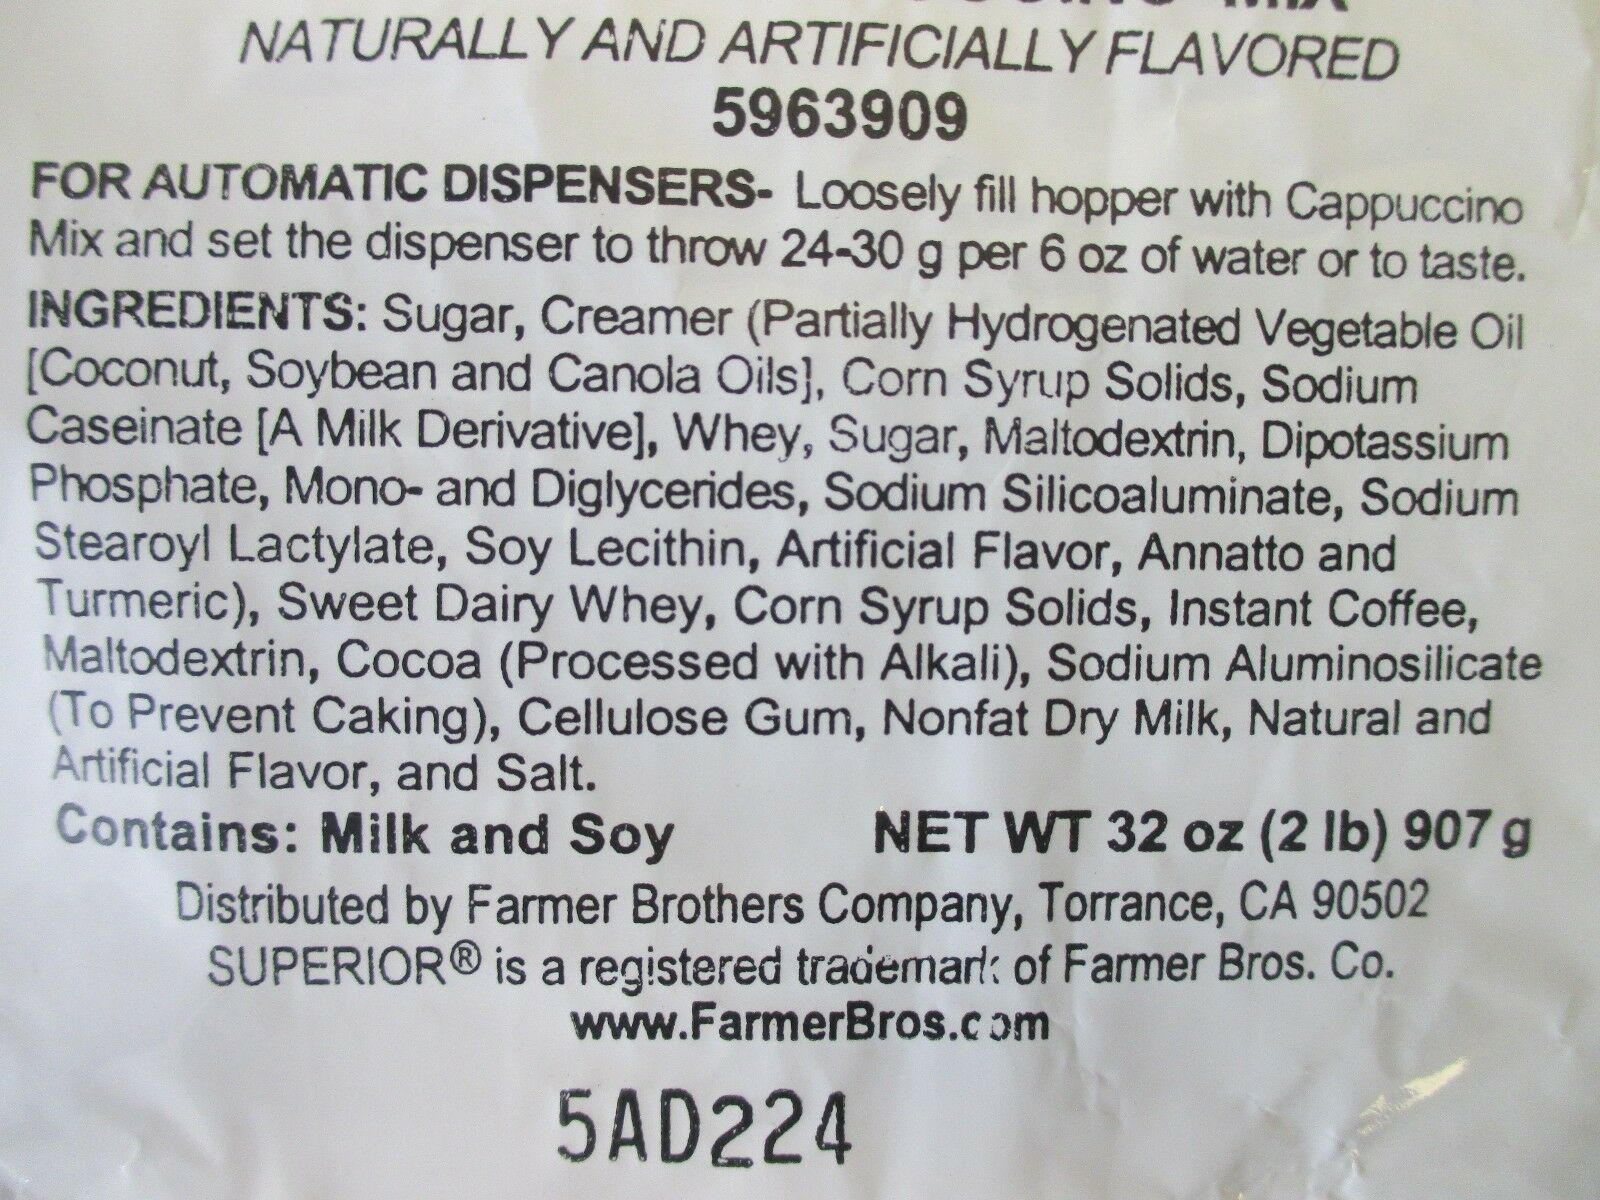 MIX
NATURALLY AND ARTIFICIALLY FLAVORED
5963909
FOR AUTOMATIC DISPENSERS- Loosely fill hopper with Cappuccino
Mix and set the dispenser to throw 24-30 g per 6 oz of water or to taste.
INGREDIENTS: Sugar, Creamer (Partially Hydrogenated Vegetable Oil
[Coconut, Soybean and Canola Oils], Corn Syrup Solids, Sodium
Caseinate [A Milk Derivative], Whey, Sugar, Maltodextrin, Dipotassium
Phosphate, Mono- and Diglycerides, Sodium Silicoaluminate, Sodium
Stearoyl Lactylate, Soy Lecithin, Artificial Flavor, Annatto and
Turmeric), Sweet Dairy Whey, Corn Syrup Solids, Instant Coffee,
Maltodextrin, Cocoa (Processed with Alkali), Sodium Aluminosilicate
(To Prevent Caking), Cellulose Gum, Nonfat Dry Milk, Natural and
Artificial Flavor, and Salt.
Contains: Milk and Soy NET WT 32 oz (2 lb) 907 g
Distributed by Farmer Brothers Company, Torrance, CA 90502
SUPERIOR® is a registered trademark of Farmer Bros. Co.
www.FarmerBros.com
5AD224